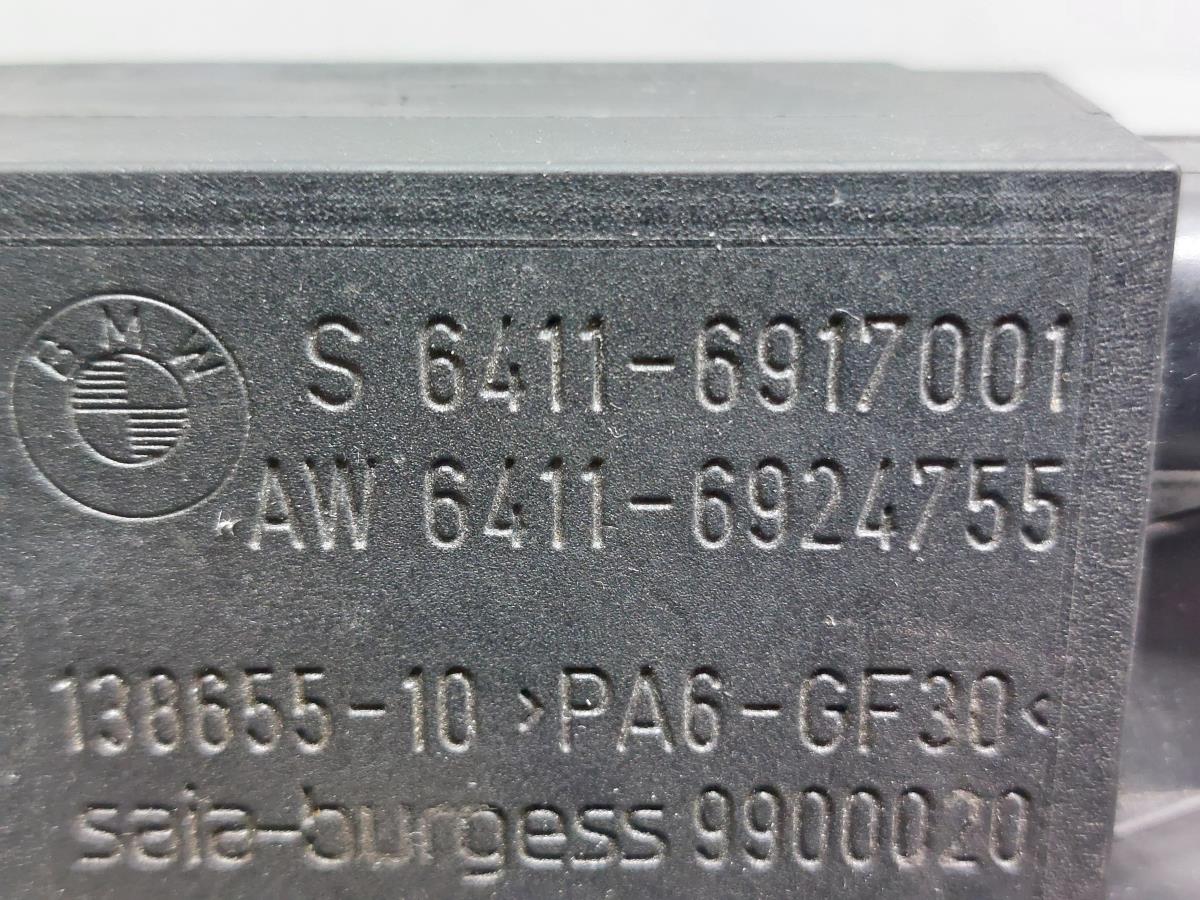 BMW
S 6411-6917001
AW 6411-6924755
138655-10 >PA6-GF30<
saia-burgess 9900020